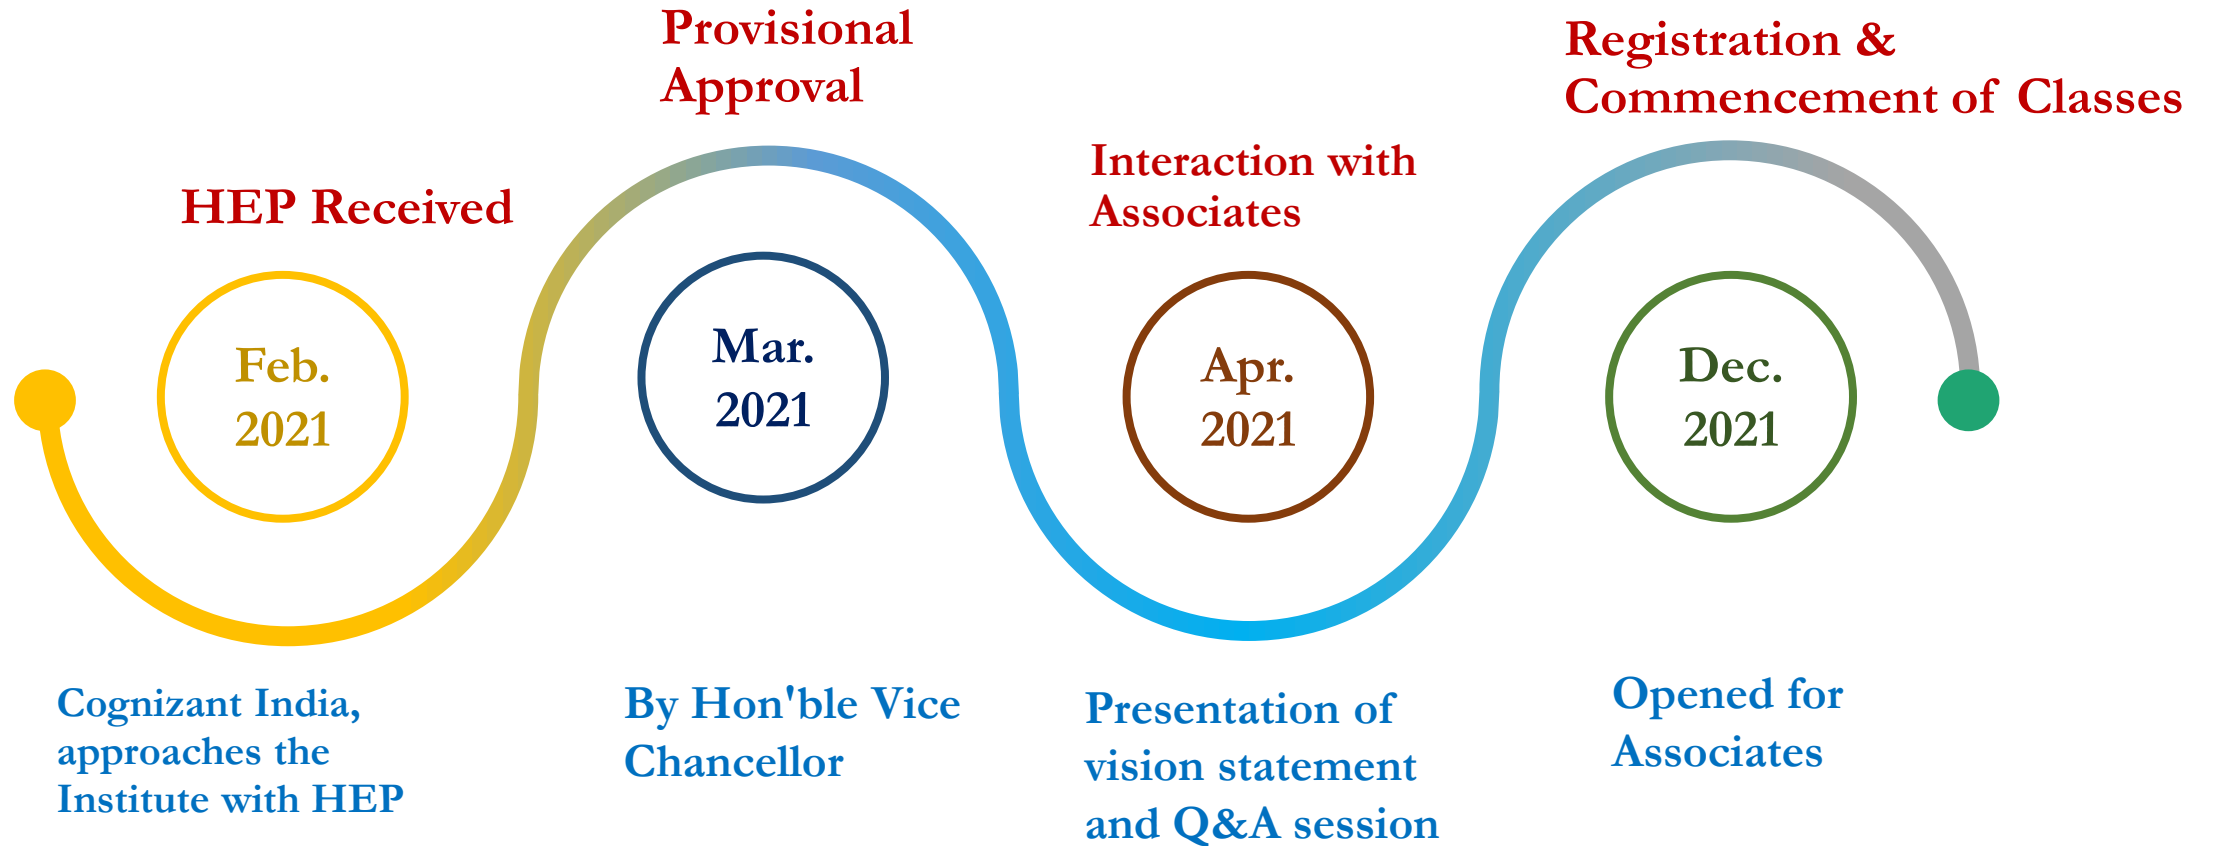 HEP Received
Feb.
2021
Cognizant India,
approaches the
Institute with HEP
Provisional
Approval
Mar.
2021
By Hon'ble Vice
Chancellor
Interaction with
Associates
Apr.
2021
Presentation of
vision statement
and Q&A session
Registration &
Commencement of Classes
Dec.
2021
Opened for
Associates